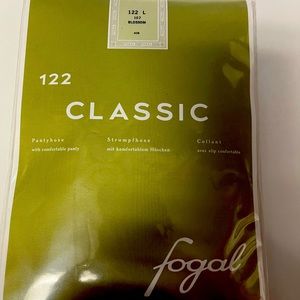 122 L
107
BLOSSOM
122
CLASSIC
Pantyhose Strumpfhose Collant
with comfortable panty mit komfortablem Höschen avec slip confortable
fogal